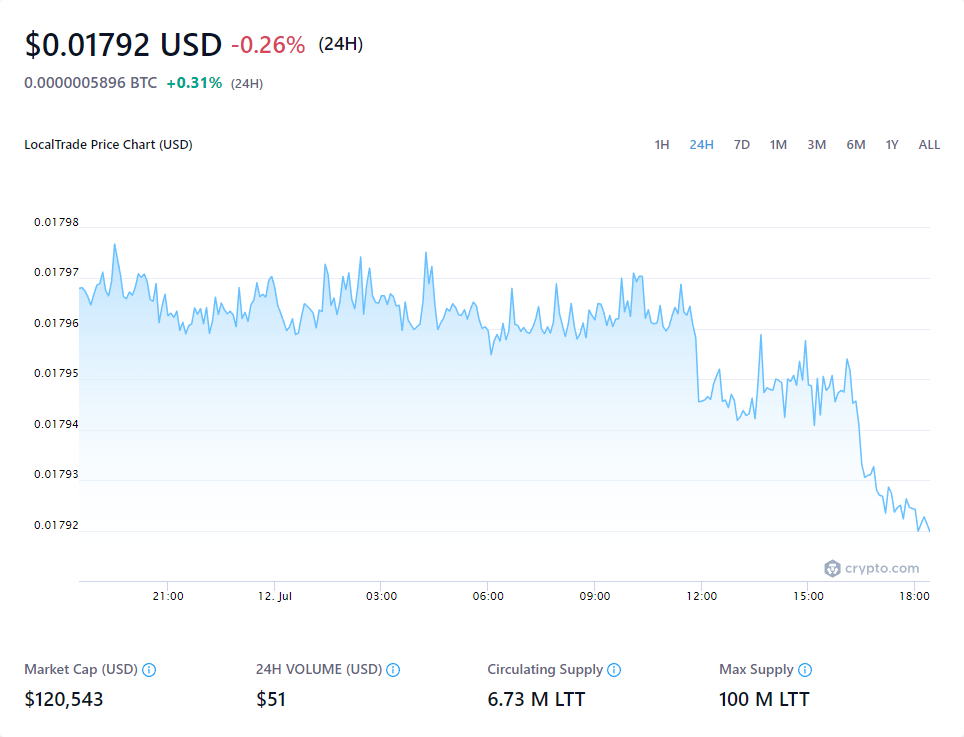 $0.01792 USD -0.26% (24H)
0.0000005896 BTC +0.31% (24H)
LocalTrade Price Chart (USD) 1H 24H 7D 1M 3M 6M 1Y ALL
0.01798
0.01797
0.01796
0.01795
0.01794
0.01793
0.01792
crypto.com
21:00 12. Jul 03:00 06:00 09:00 12:00 15:00 18:00
Market Cap (USD) 24H VOLUME (USD) Circulating Supply Max Supply
$120,543 $51 6.73 M LTT 100 M LTT